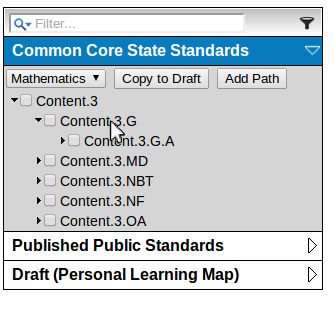 Filter...
Common Core State Standards
Mathematics Copy to Draft Add Path
Content.3
Content.3.G
Content.3.G.A
Content.3.MD
Content.3.NBT
Content.3.NF
Content.3.OA
Published Public Standards
Draft (Personal Learning Map)